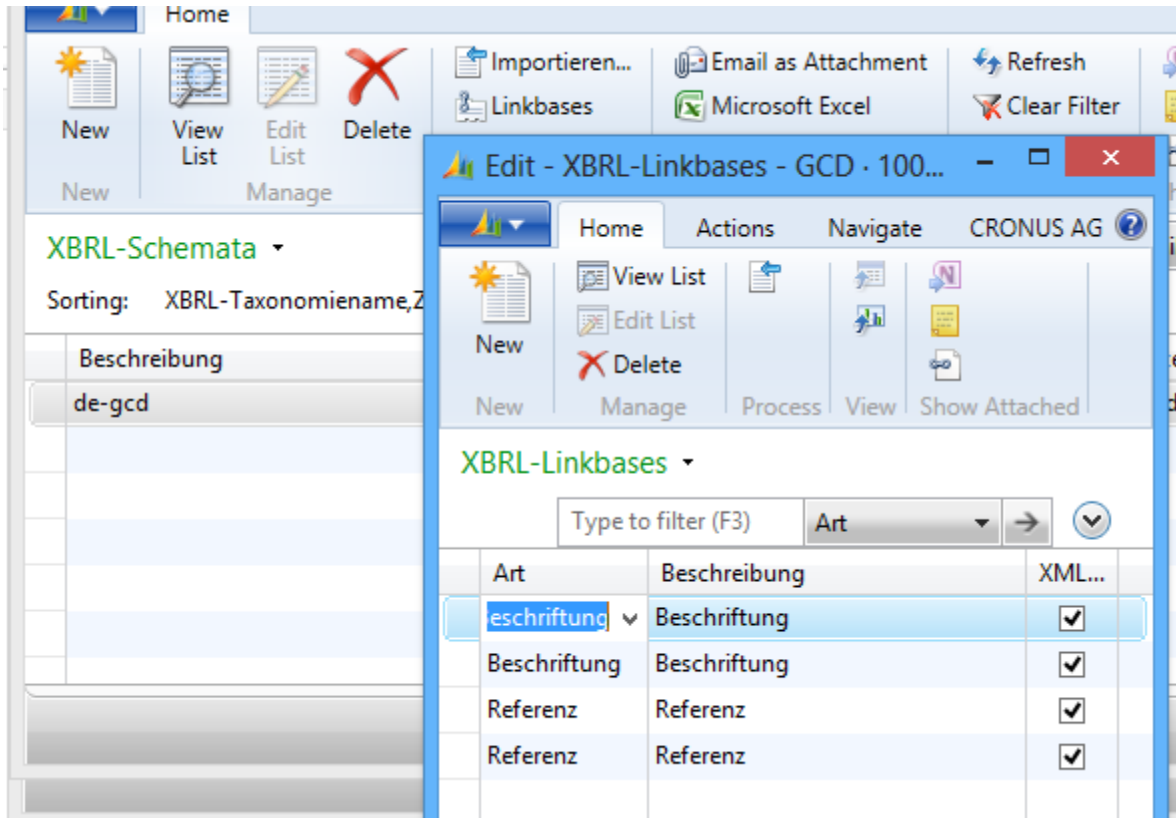 Home
Importieren...
Email as Attachment
Refresh
Linkbases
Microsoft Excel
Clear Filter
New
View List
Edit List
Delete
New
Manage
XBRL-Schemata
Sorting: XBRL-Taxonomiename,Z
Beschreibung
de-gcd
Edit - XBRL-Linkbases - GCD · 100...
Home
Actions
Navigate
CRONUS AG
New
View List
Edit List
Delete
New
Manage
Process
View
Show Attached
XBRL-Linkbases
Type to filter (F3)
Art
Art
Beschreibung
XML...
eschriftung
Beschriftung
Beschriftung
Beschriftung
Referenz
Referenz
Referenz
Referenz